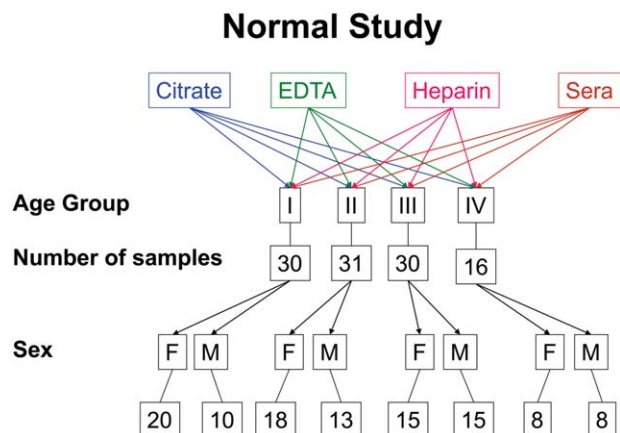 Normal Study
Citrate EDTA Heparin Sera
Age Group I II III IV
Number of samples 30 31 30 16
Sex F M F M F M F M
20 10 18 13 15 15 8 8